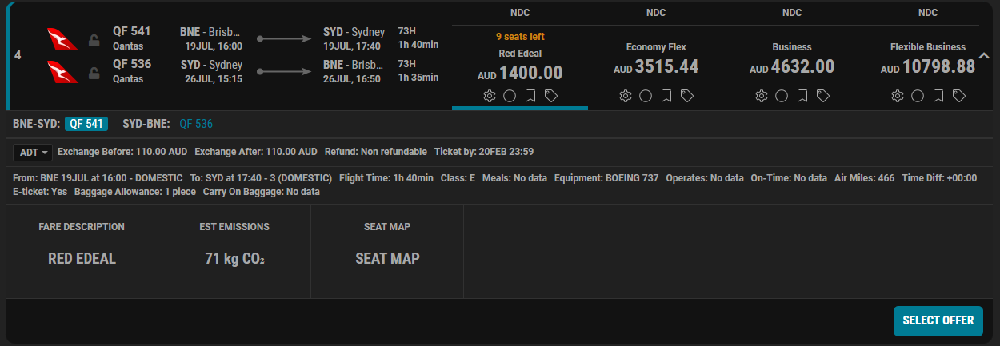 NDC NDC NDC NDC
4
QF 541 BNE - Brisb... SYD - Sydney 73H
Qantas 19JUL, 16:00 19JUL, 17:40 1h 40min
QF 536 SYD - Sydney BNE - Brisb... 73H
Qantas 26JUL, 15:15 26JUL, 16:50 1h 35min
9 seats left
Red Edeal Economy Flex Business Flexible Business
AUD 1400.00 AUD 3515.44 AUD 4632.00 AUD 10798.88
BNE-SYD: QF 541 SYD-BNE: QF 536
ADT Exchange Before: 110.00 AUD Exchange After: 110.00 AUD Refund: Non refundable Ticket by: 20FEB 23:59
From: BNE 19JUL at 16:00 - DOMESTIC To: SYD at 17:40 - 3 (DOMESTIC) Flight Time: 1h 40min Class: E Meals: No data Equipment: BOEING 737 Operates: No data On-Time: No data Air Miles: 466 Time Diff: +00:00
E-ticket: Yes Baggage Allowance: 1 piece Carry On Baggage: No data
FARE DESCRIPTION EST EMISSIONS SEAT MAP
RED EDEAL 71 kg CO₂ SEAT MAP
SELECT OFFER